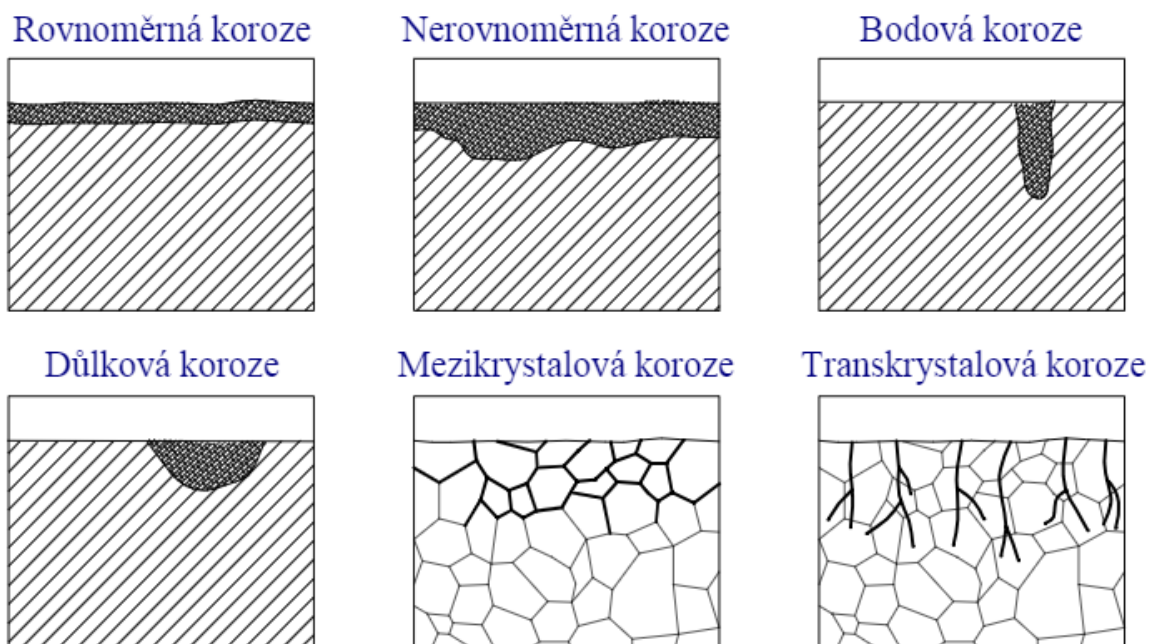 Rovnoměrná koroze
Nerovnoměrná koroze
Bodová koroze
Důlková koroze
Mezikrystalová koroze
Transkrystalová koroze